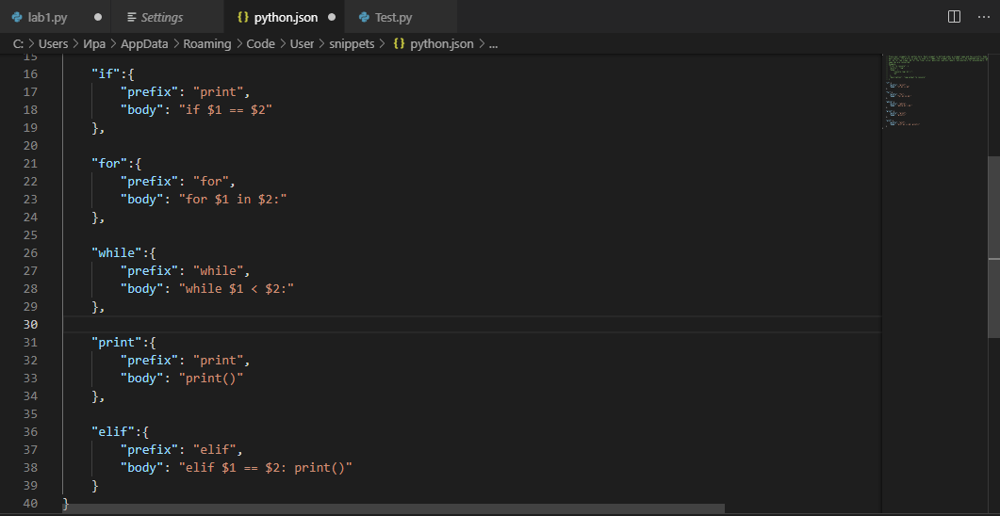 lab1.py Settings {} python.json Test.py ...
C: > Users > Ира > AppData > Roaming > Code > User > snippets > {} python.json > ...
15
16 "if":{
17 "prefix": "print",
18 "body": "if $1 == $2"
19 },
20
21 "for":{
22 "prefix": "for",
23 "body": "for $1 in $2:"
24 },
25
26 "while":{
27 "prefix": "while",
28 "body": "while $1 < $2:"
29 },
30
31 "print":{
32 "prefix": "print",
33 "body": "print()"
34 },
35
36 "elif":{
37 "prefix": "elif",
38 "body": "elif $1 == $2: print()"
39 }
40 }